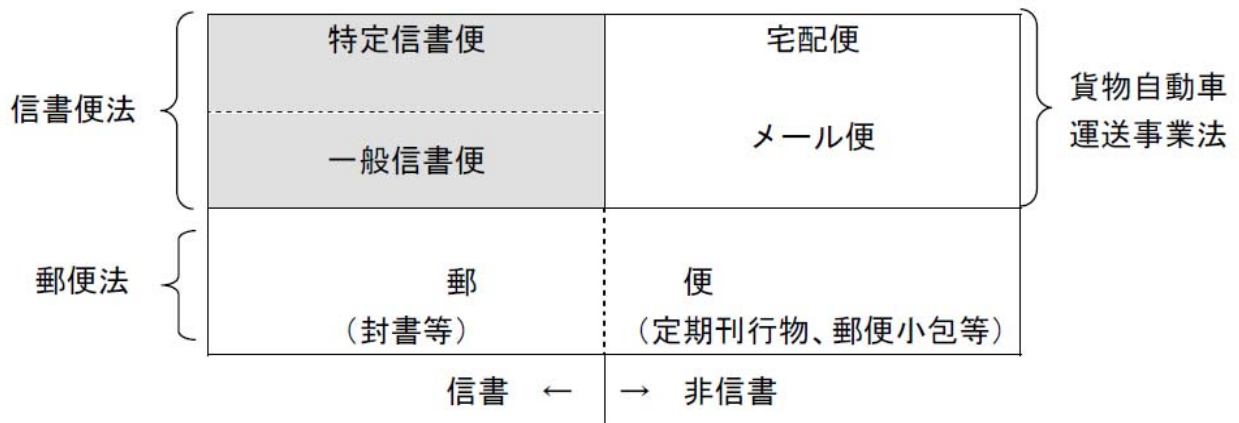 特定信書便
宅配便
信書便法
貨物自動車
運送事業法
一般信書便
メール便
郵便法
郵 便
（封書等）
（定期刊行物、郵便小包等）
信書 ← → 非信書